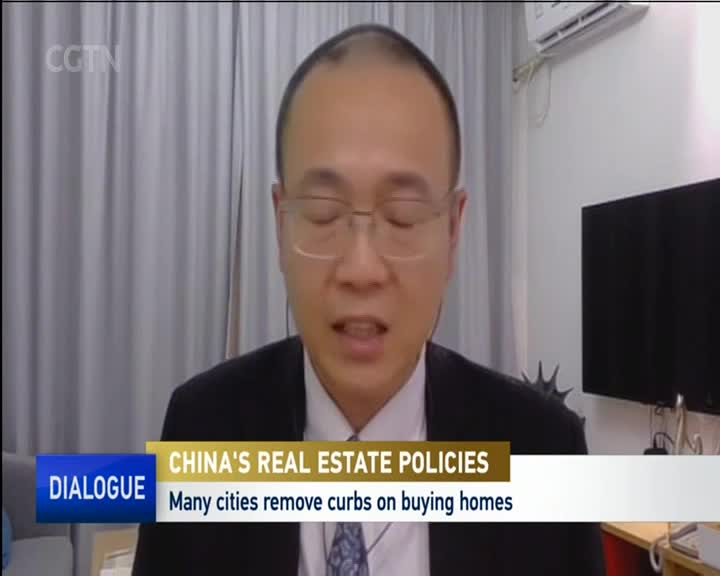 CGTN
CHINA'S REAL ESTATE POLICIES
DIALOGUE
Many cities remove curbs on buying homes